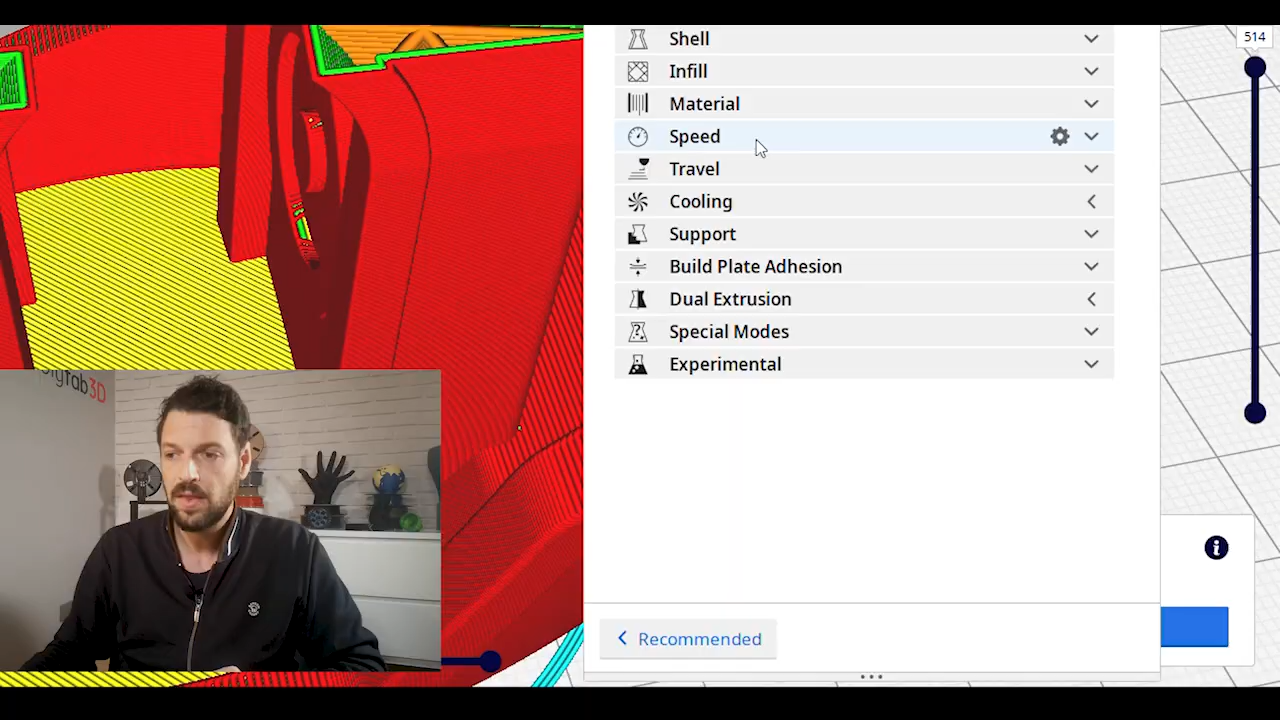 Shell
514
Infill
Material
Speed
Travel
Cooling
Support
Build Plate Adhesion
Dual Extrusion
Special Modes
Experimental
Recommended